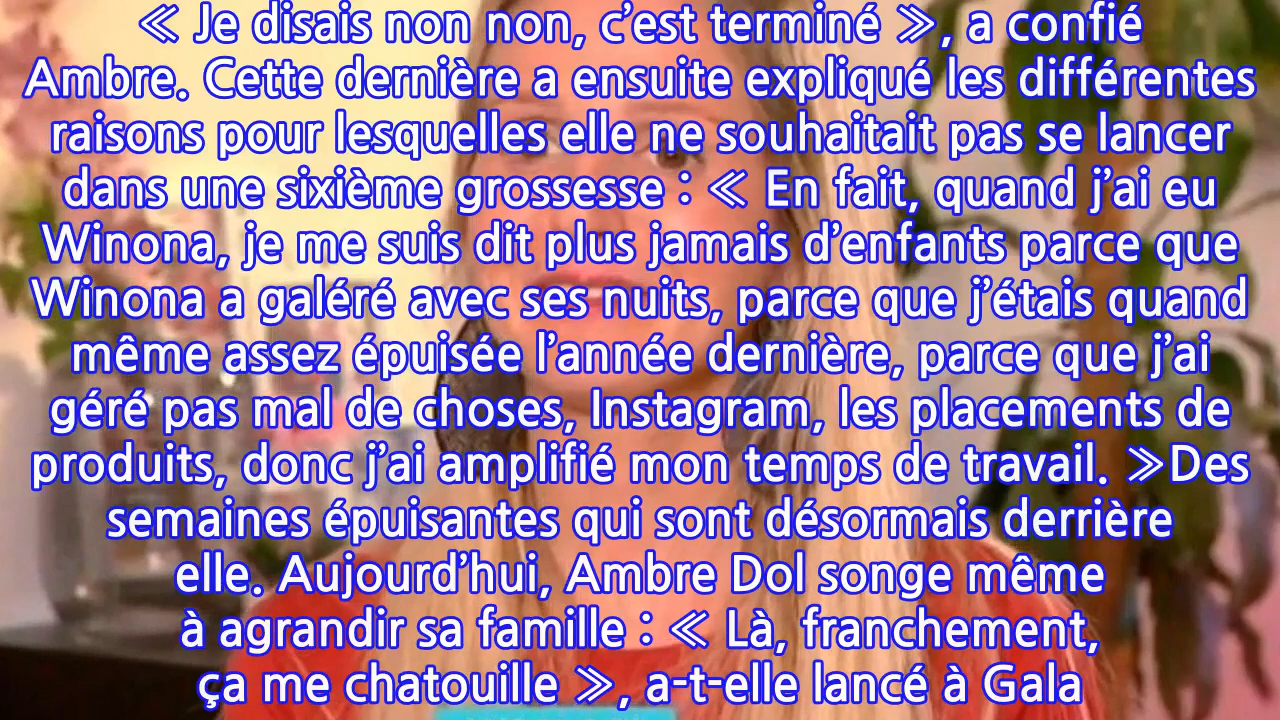 ≪ Je disais non non, c’est terminé ≫, a confié
Ambre. Cette dernière a ensuite expliqué les différentes
raisons pour lesquelles elle ne souhaitait pas se lancer
dans une sixième grossesse : ≪ En fait, quand j’ai eu
Winona, je me suis dit plus jamais d’enfants parce que
Winona a galéré avec ses nuits, parce que j’étais quand
même assez épuisée l’année dernière, parce que j’ai
géré pas mal de choses, Instagram, les placements de
produits, donc j’ai amplifié mon temps de travail. ≫Des
semaines épuisantes qui sont désormais derrière
elle. Aujourd’hui, Ambre Dol songe même
à agrandir sa famille : ≪ Là, franchement,
ça me chatouille ≫, a-t-elle lancé à Gala